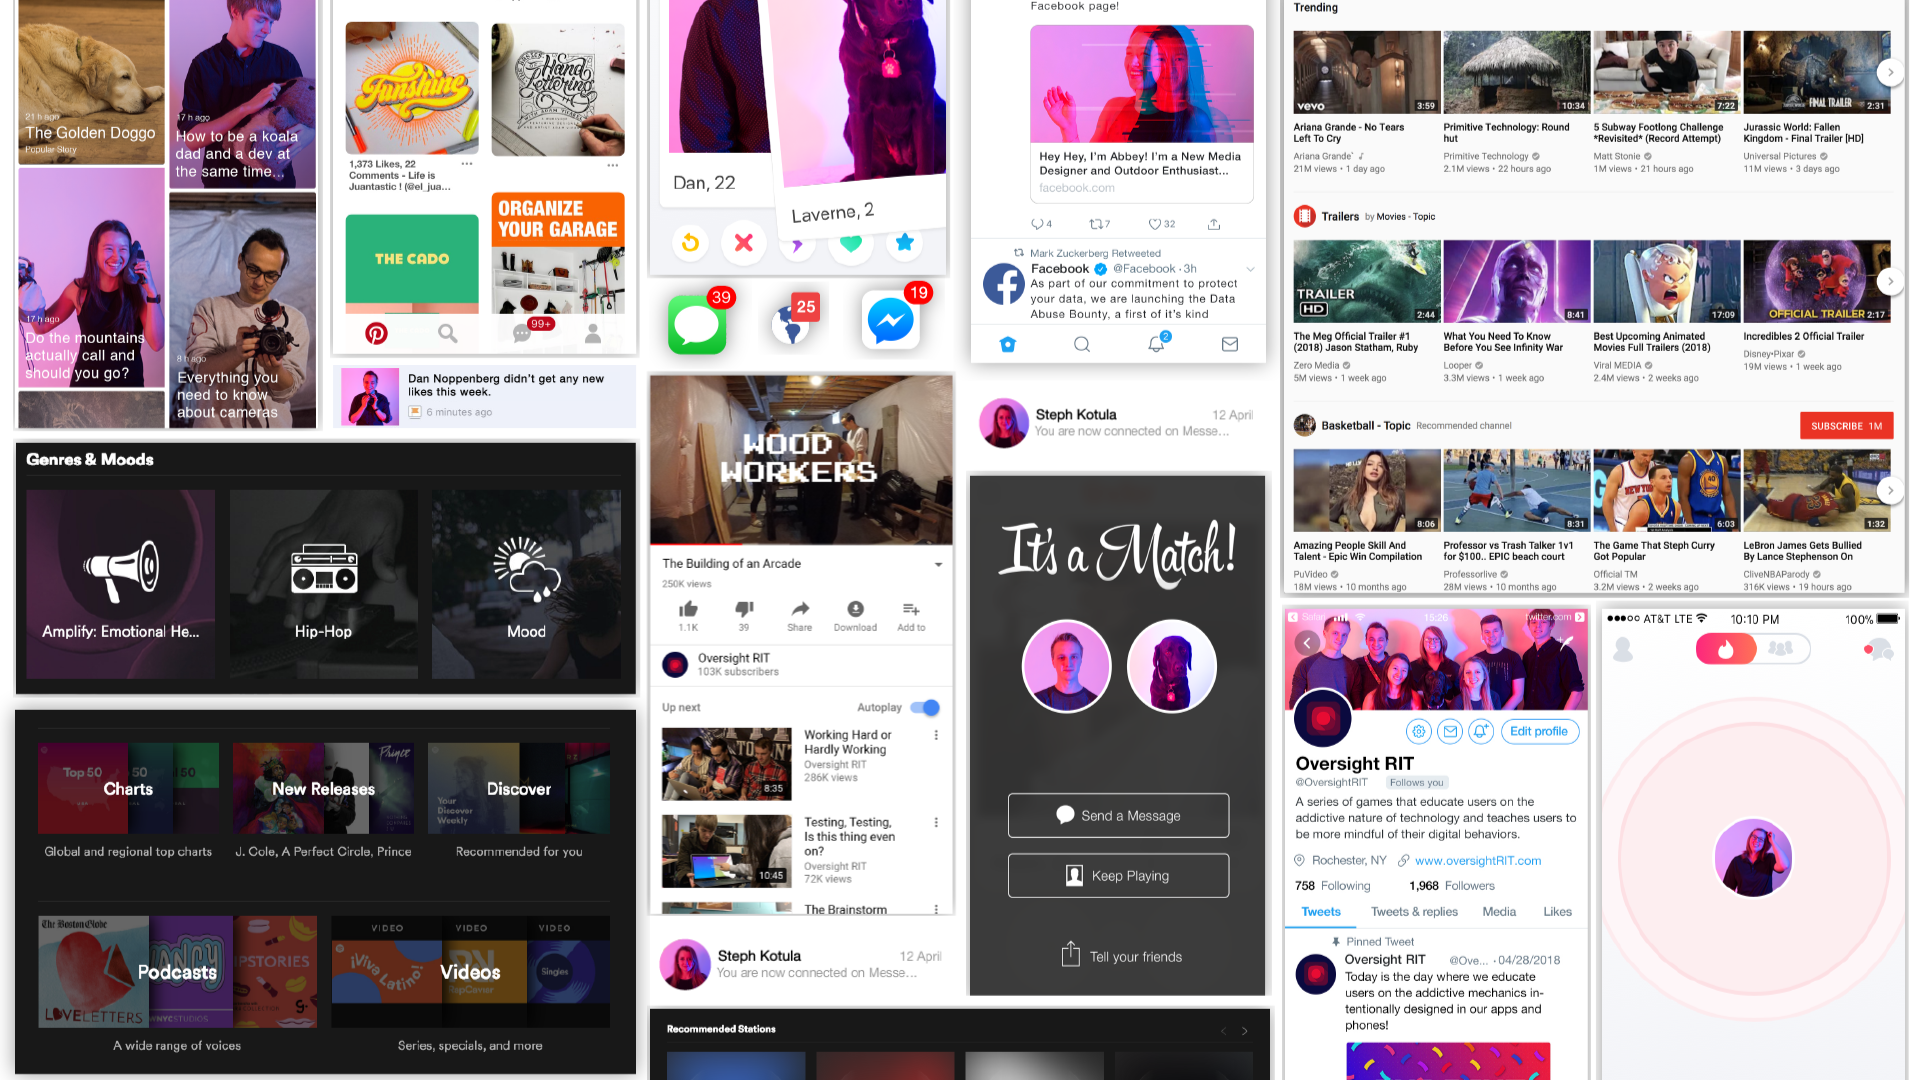 21 h ago
The Golden Doggo
Popular Story
17 h ago
How to be a koala
dad and a dev at
the same time...
17 h ago
Do the mountains
actually call and
should you go?
8 h ago
Everything you
need to know
about cameras
Funshine
1,373 Likes, 22
Comments - Life is
Juantastic ! (@el_jua...
Hand
Lettering
THE CADO
ORGANIZE
YOUR GARAGE
99+
Dan Noppenberg didn't get any new
likes this week.
6 minutes ago
Genres & Moods
Amplify: Emotional He...
Hip-Hop
Mood
Top 50
Charts
Global and regional top charts
New Releases
J. Cole, A Perfect Circle, Prince
Prince
Your
Discover
Weekly
Discover
Recommended for you
The Boston Globe
LOVE LETTERS
WNYCSTUDIOS
Podcasts
A wide range of voices
VIDEO
VIDEO
VIDEO
¡Viva Latino!
Singles
Videos
Series, specials, and more
Dan, 22
Laverne, 2
39
25
19
WOOD
WORKERS
The Building of an Arcade
250K views
1.1K
39
Share
Download
Add to
Oversight RIT
103K subscribers
Up next
Autoplay
8:35
Working Hard or
Hardly Working
Oversight RIT
286K views
10:45
Testing, Testing,
Is this thing even
on?
Oversight RIT
72K views
The Brainstorm
Steph Kotula
12 April
You are now connected on Messe...
Recommended Stations
Facebook page!
Hey Hey, I'm Abbey! I'm a New Media
Designer and Outdoor Enthusiast...
facebook.com
4
7
32
Mark Zuckerberg Retweeted
Facebook @Facebook · 3h
As part of our commitment to protect
your data, we are launching the Data
Abuse Bounty, a first of it's kind
2
Steph Kotula
12 April
You are now connected on Messe...
It's a Match!
Send a Message
Keep Playing
Tell your friends
Trending
vevo
3:59
Ariana Grande - No Tears
Left To Cry
Ariana Grande
21M views • 1 day ago
10:34
Primitive Technology: Round
hut
Primitive Technology
2.1M views • 22 hours ago
7:22
5 Subway Footlong Challenge
*Revisited* (Record Attempt)
Matt Stonie
1M views • 21 hours ago
FINAL TRAILER
2:31
Jurassic World: Fallen
Kingdom - Final Trailer [HD]
Universal Pictures
11M views • 3 days ago
Trailers by Movies - Topic
TRAILER
HD
2:44
The Meg Official Trailer #1
(2018) Jason Statham, Ruby
Zero Media
5M views • 1 week ago
8:41
What You Need To Know
Before You See Infinity War
Looper
3.3M views • 1 week ago
17:09
Best Upcoming Animated
Movies Full Trailers (2018)
Viral MEDIA
2.4M views • 2 weeks ago
OFFICIAL TRAILER
2:17
Incredibles 2 Official Trailer
Disney•Pixar
19M views • 1 week ago
Basketball - Topic Recommended channel
SUBSCRIBE 1M
8:06
Amazing People Skill And
Talent - Epic Win Compilation
PuVideo
18M views • 10 months ago
8:31
Professor vs Trash Talker 1v1
for $100.. EPIC beach court
Professorlive
28M views • 10 months ago
6:03
The Game That Steph Curry
Got Popular
Official TM
3.2M views • 2 weeks ago
1:32
LeBron James Gets Bullied
By Lance Stephenson On
CliveNBAParody
316K views • 19 hours ago
Safari
15:26
twitter.com
Edit profile
Oversight RIT
@OversightRIT Follows you
A series of games that educate users on the
addictive nature of technology and teaches users to
be more mindful of their digital behaviors.
Rochester, NY www.oversightRIT.com
758 Following 1,968 Followers
Tweets Tweets & replies Media Likes
Pinned Tweet
Oversight RIT @Ove... · 04/28/2018
Today is the day where we educate
users on the addictive mechanics in-
tentionally designed in our apps and
phones!
AT&T LTE 10:10 PM 100%